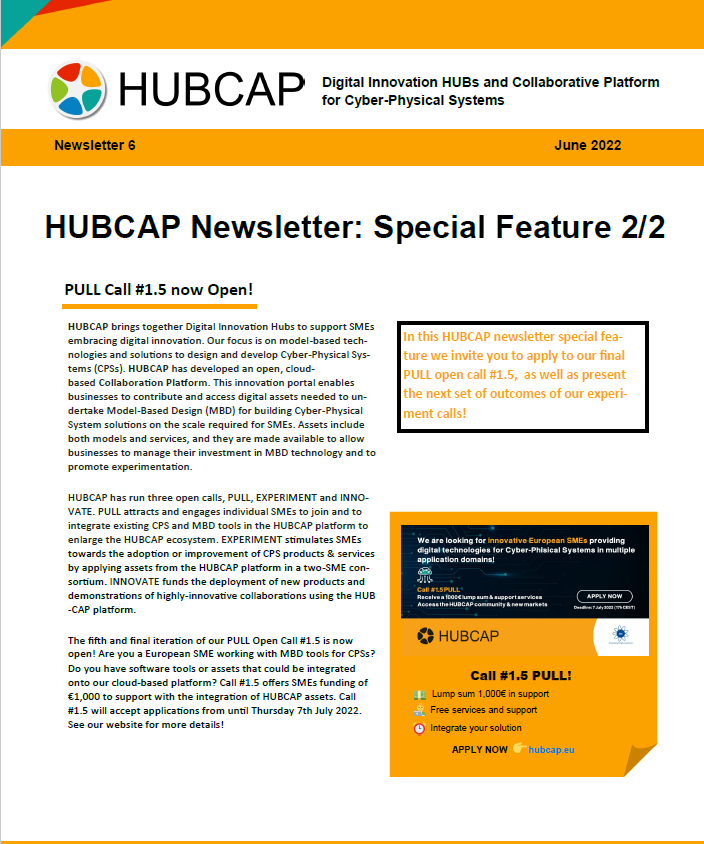 HUBCAP
Digital Innovation HUBs and Collaborative Platform
for Cyber-Physical Systems
Newsletter 6
June 2022
HUBCAP Newsletter: Special Feature 2/2
PULL Call #1.5 now Open!
HUBCAP brings together Digital Innovation Hubs to support SMEs
embracing digital innovation. Our focus is on model-based tech-
nologies and solutions to design and develop Cyber-Physical Sys-
tems (CPSs). HUBCAP has developed an open, cloud-
based Collaboration Platform. This innovation portal enables
businesses to contribute and access digital assets needed to un-
dertake Model-Based Design (MBD) for building Cyber-Physical
System solutions on the scale required for SMEs. Assets include
both models and services, and they are made available to allow
businesses to manage their investment in MBD technology and to
promote experimentation.
HUBCAP has run three open calls, PULL, EXPERIMENT and INNO-
VATE. PULL attracts and engages individual SMEs to join and to
integrate existing CPS and MBD tools in the HUBCAP platform to
enlarge the HUBCAP ecosystem. EXPERIMENT stimulates SMEs
towards the adoption or improvement of CPS products & services
by applying assets from the HUBCAP platform in a two-SME con-
sortium. INNOVATE funds the deployment of new products and
demonstrations of highly-innovative collaborations using the HUB
-CAP platform.
The fifth and final iteration of our PULL Open Call #1.5 is now
open! Are you a European SME working with MBD tools for CPSs?
Do you have software tools or assets that could be integrated
onto our cloud-based platform? Call #1.5 offers SMEs funding of
€1,000 to support with the integration of HUBCAP assets. Call
#1.5 will accept applications from until Thursday 7th July 2022.
See our website for more details!
In this HUBCAP newsletter special fea-
ture we invite you to apply to our final
PULL open call #1.5, as well as present
the next set of outcomes of our experi-
ment calls!
We are looking for innovative European SMEs providing
digital technologies for Cyber-Phisical Systems in multiple
application domains!
Call #1.5 PULL
Receive a 1000€ lump sum & support services
Access the HUBCAP community & new markets
APPLY NOW
Deadline: 7 July 2022 (17h CEST)
HUBCAP
Call #1.5 PULL!
Lump sum 1,000€ in support
Free services and support
Integrate your solution
APPLY NOW hubcap.eu